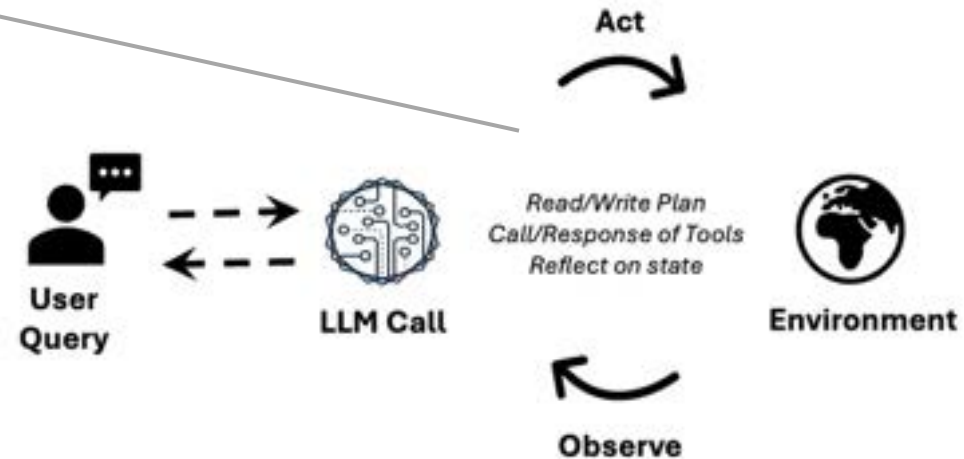 Act
Read/Write Plan
Call/Response of Tools
Reflect on state
User
Query
LLM Call
Environment
Observe